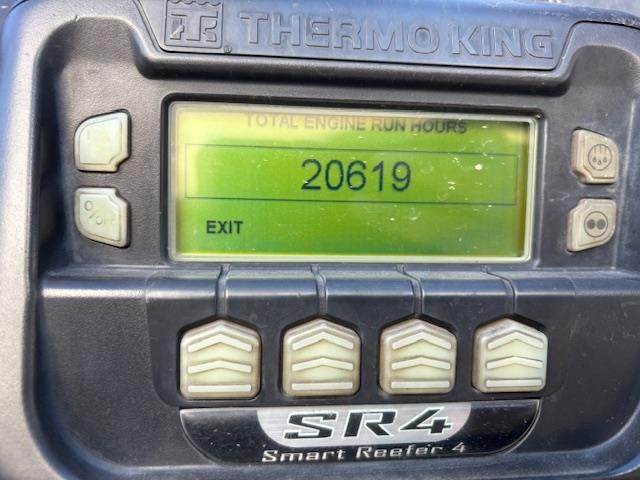 THERMO KING
TOTAL ENGINE RUN HOURS
20619
EXIT
SR4
Smart Reefer 4